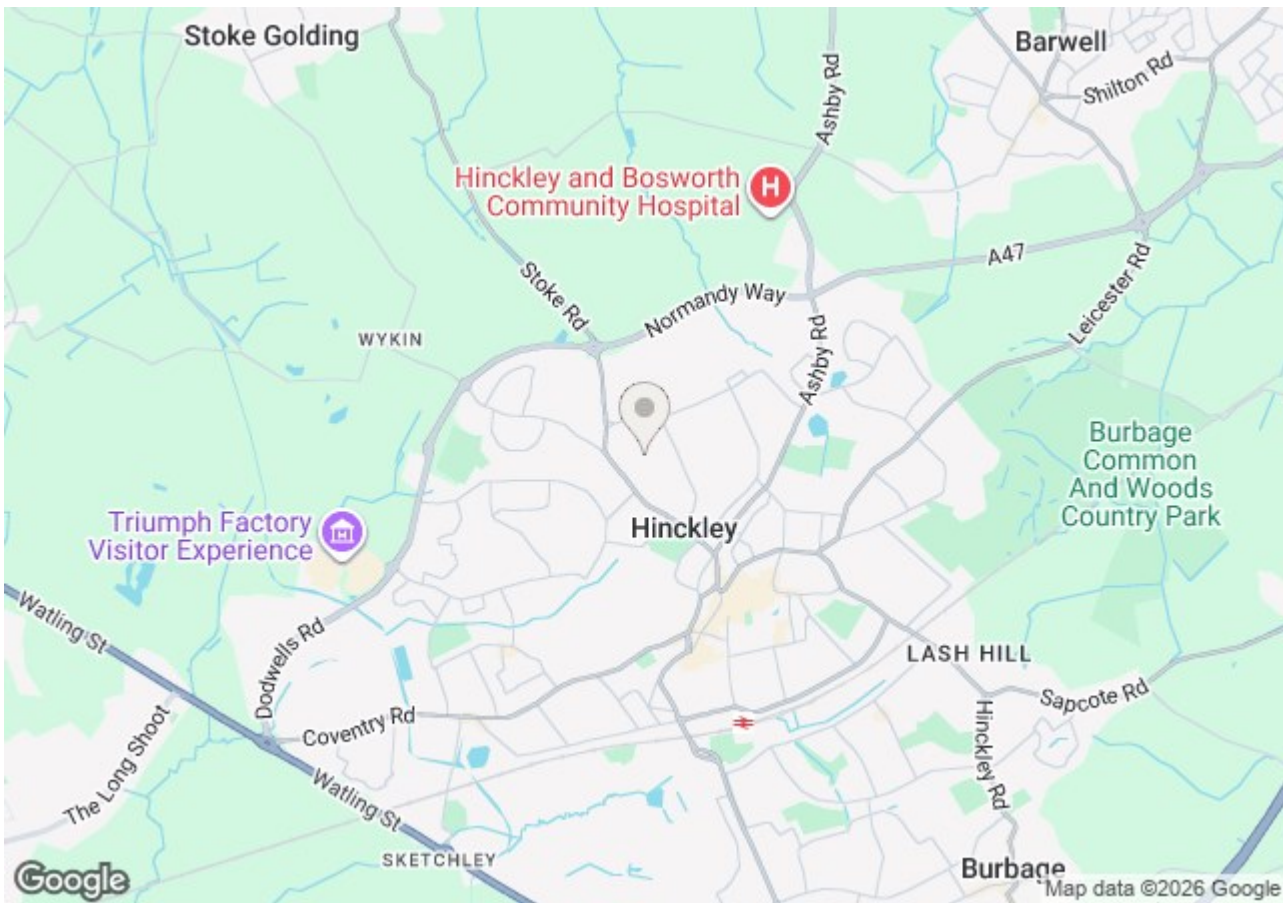 Stoke Golding
Barwell
Shilton Rd
Ashby Rd
Hinckley and Bosworth
Community Hospital
H
A47
Stoke Rd
Normandy Way
Leicester Rd
WYKIN
Ashby Rd
Burbage
Common
And Woods
Country Park
Triumph Factory
Visitor Experience
Hinckley
Watling St
Dodwells Rd
LASH HILL
Sapcote Rd
Coventry Rd
Hinckley Rd
The Long Shoot
Watling St
SKETCHLEY
Burbage
Google
Map data ©2026 Google